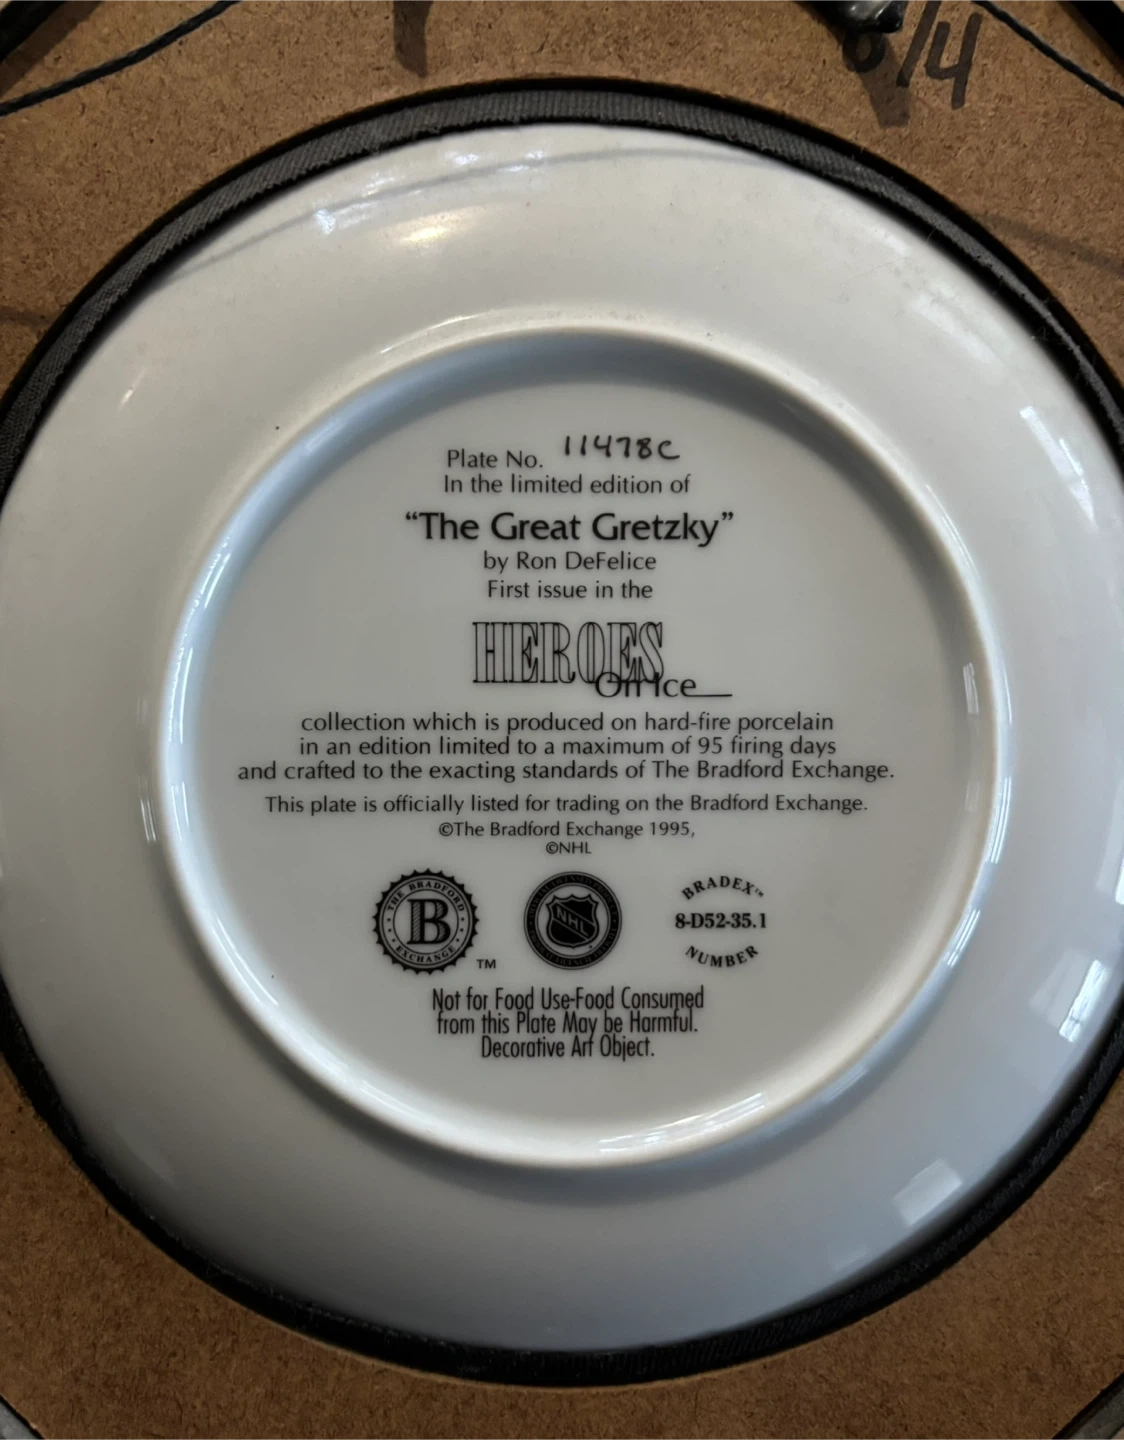 6/4
Plate No. 11478C
In the limited edition of
“The Great Gretzky”
by Ron DeFelice
First issue in the
HEROES
On Ice
collection which is produced on hard-fire porcelain
in an edition limited to a maximum of 95 firing days
and crafted to the exacting standards of The Bradford Exchange.
This plate is officially listed for trading on the Bradford Exchange.
©The Bradford Exchange 1995,
©NHL
THE BRADFORD
B
EXCHANGE
TM
NHL
BRADEX™
8-D52-35.1
NUMBER
Not for Food Use-Food Consumed
from this Plate May be Harmful.
Decorative Art Object.